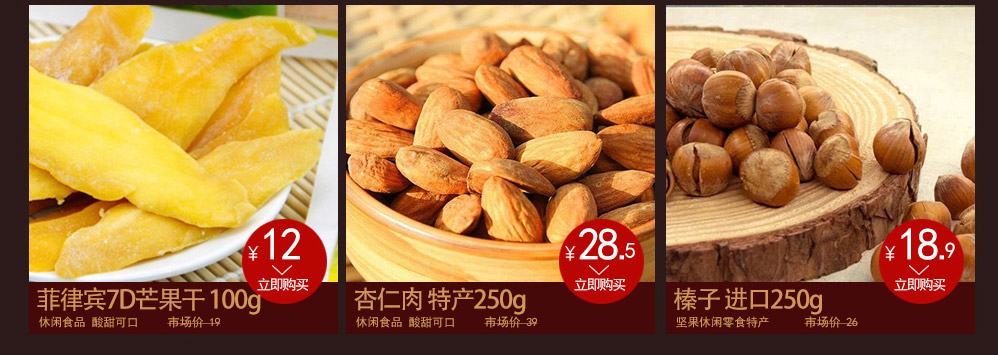 ¥12
立即购买
菲律宾7D芒果干 100g
休闲食品 酸甜可口 市场价 19
¥28.5
立即购买
杏仁肉 特产250g
休闲食品 酸甜可口 市场价 39
¥18.9
立即购买
榛子 进口250g
坚果休闲零食特产 市场价 26